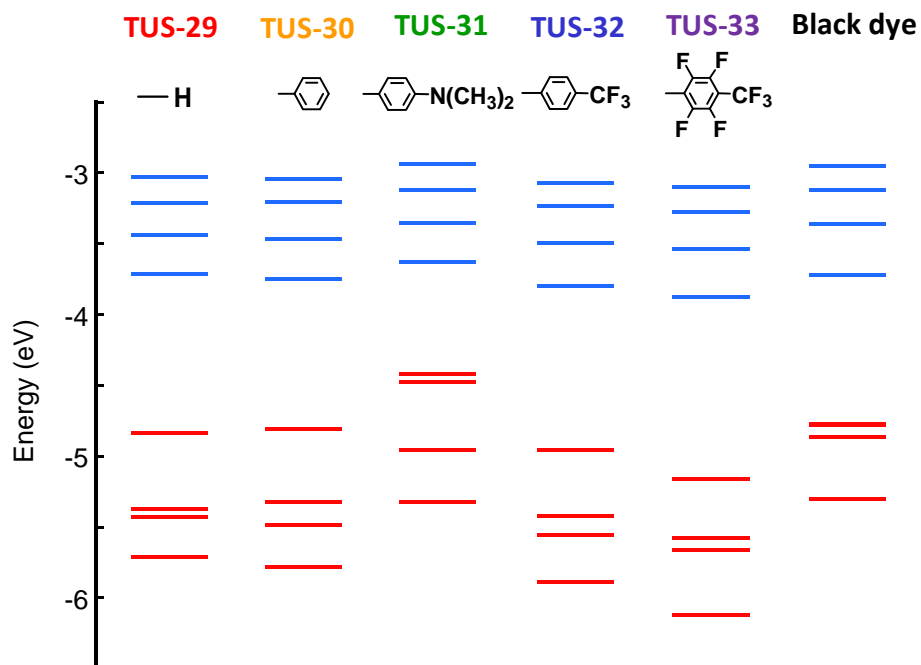 TUS-29 TUS-30 TUS-31 TUS-32 TUS-33 Black dye
H
N(CH₃)₂
CF₃
F F
CF₃
F F
-3
-4
-5
-6
Energy (eV)